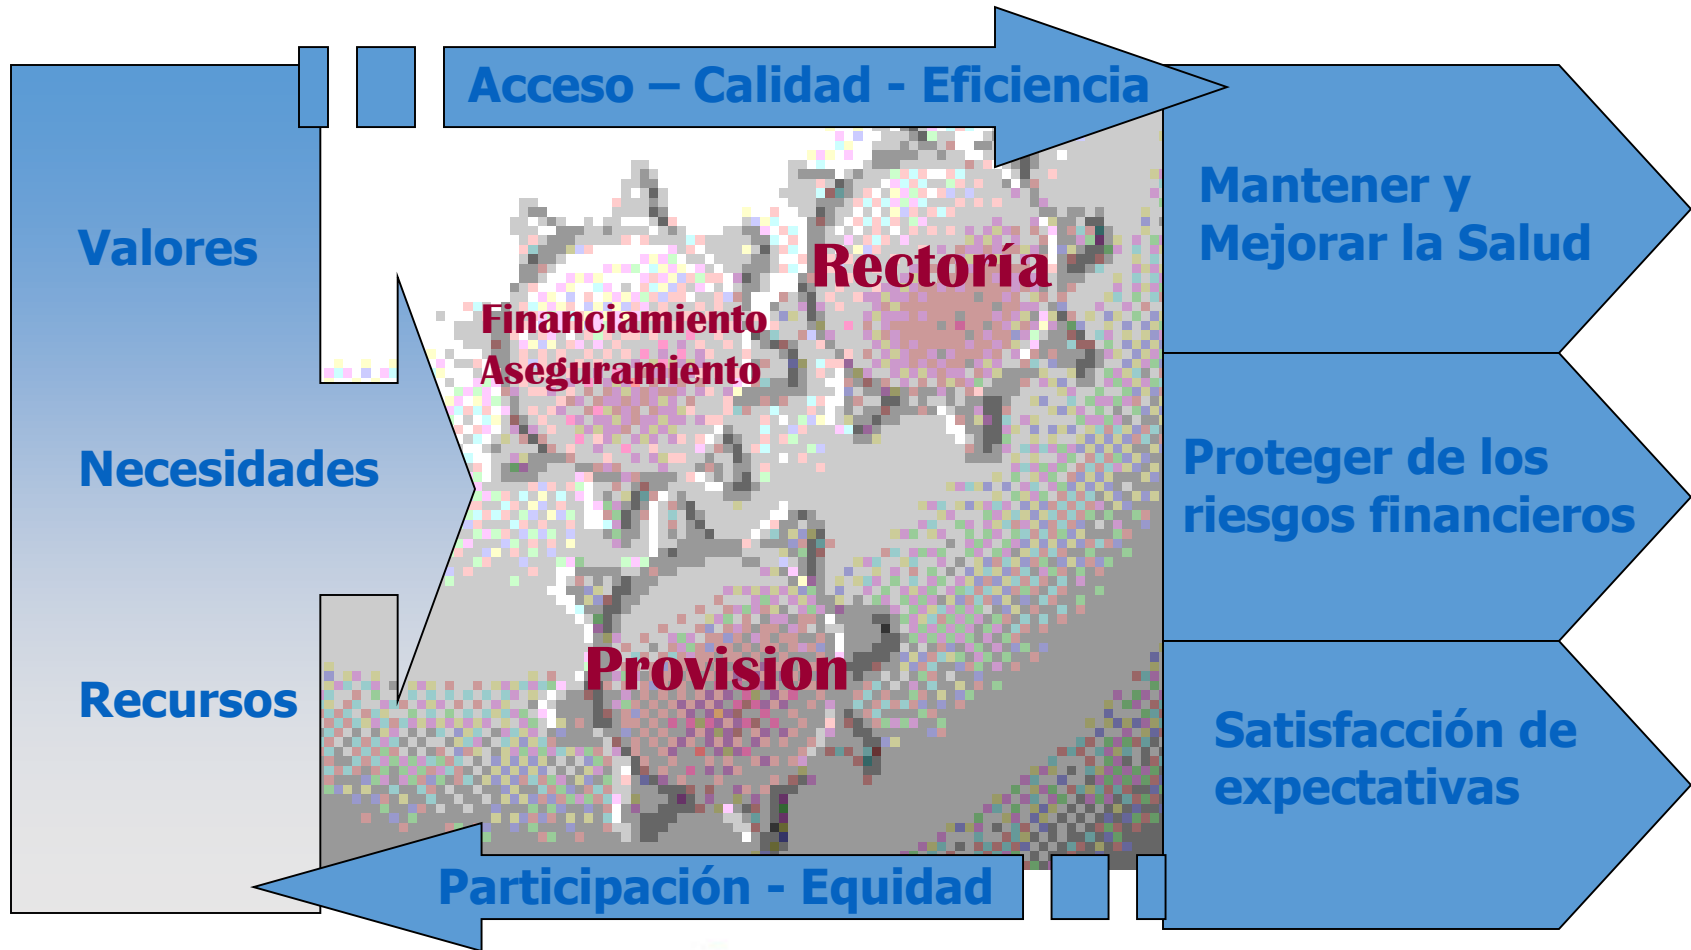 Acceso – Calidad - Eficiencia
Valores
Necesidades
Recursos
Rectoría
Financiamiento
Aseguramiento
Provision
Mantener y
Mejorar la Salud
Proteger de los
riesgos financieros
Satisfacción de
expectativas
Participación - Equidad